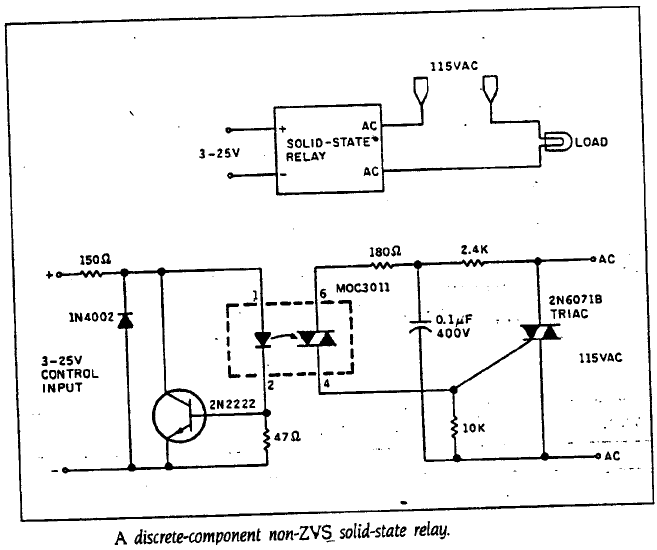 115VAC
+
AC
3-25V
SOLID-STATE
RELAY
LOAD
-
AC
150Ω
180Ω
2.4K
+
AC
1
6
MOC3011
1N4002
2N6071B
TRIAC
0.1µF
400V
3-25V
CONTROL
INPUT
115VAC
2
4
2N2222
47Ω
10K
-
AC
A discrete-component non-ZVS solid-state relay.